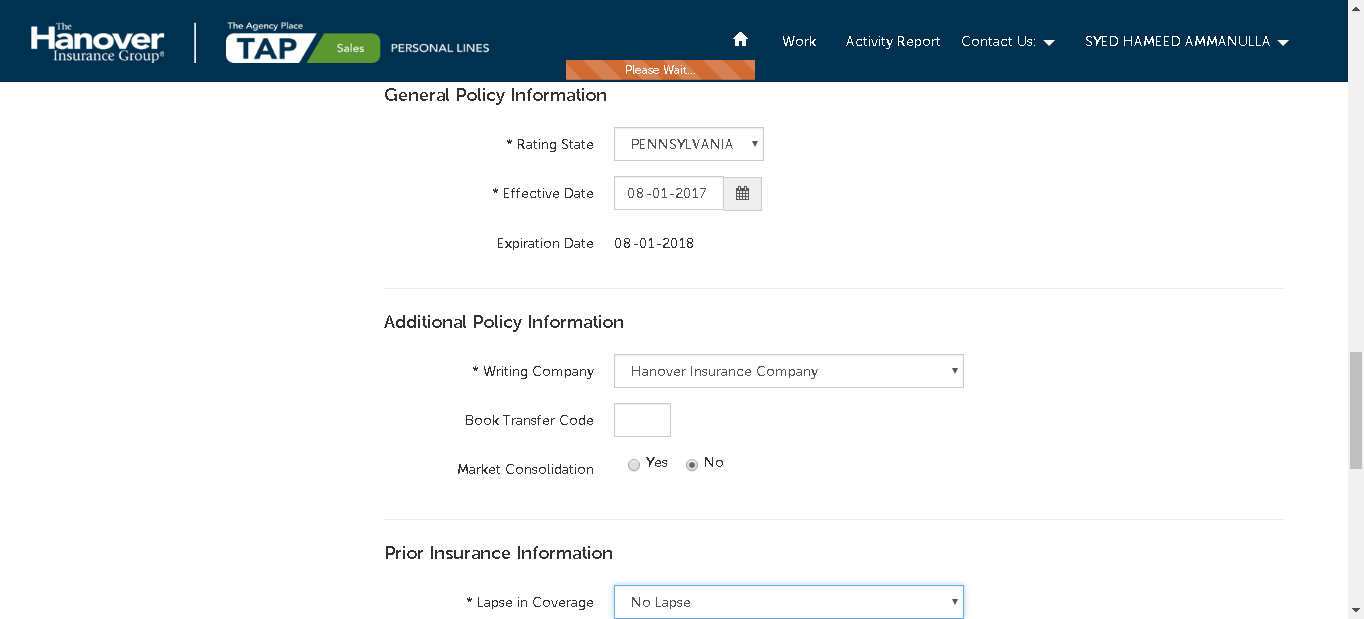 The
Hanover
Insurance Group®
The Agency Place
TAP Sales PERSONAL LINES
Work Activity Report Contact Us: SYED HAMEED AMMANULLA
Please Wait...
General Policy Information
* Rating State PENNSYLVANIA
* Effective Date 08-01-2017
Expiration Date 08-01-2018
Additional Policy Information
* Writing Company Hanover Insurance Company
Book Transfer Code
Market Consolidation Yes No
Prior Insurance Information
* Lapse in Coverage No Lapse